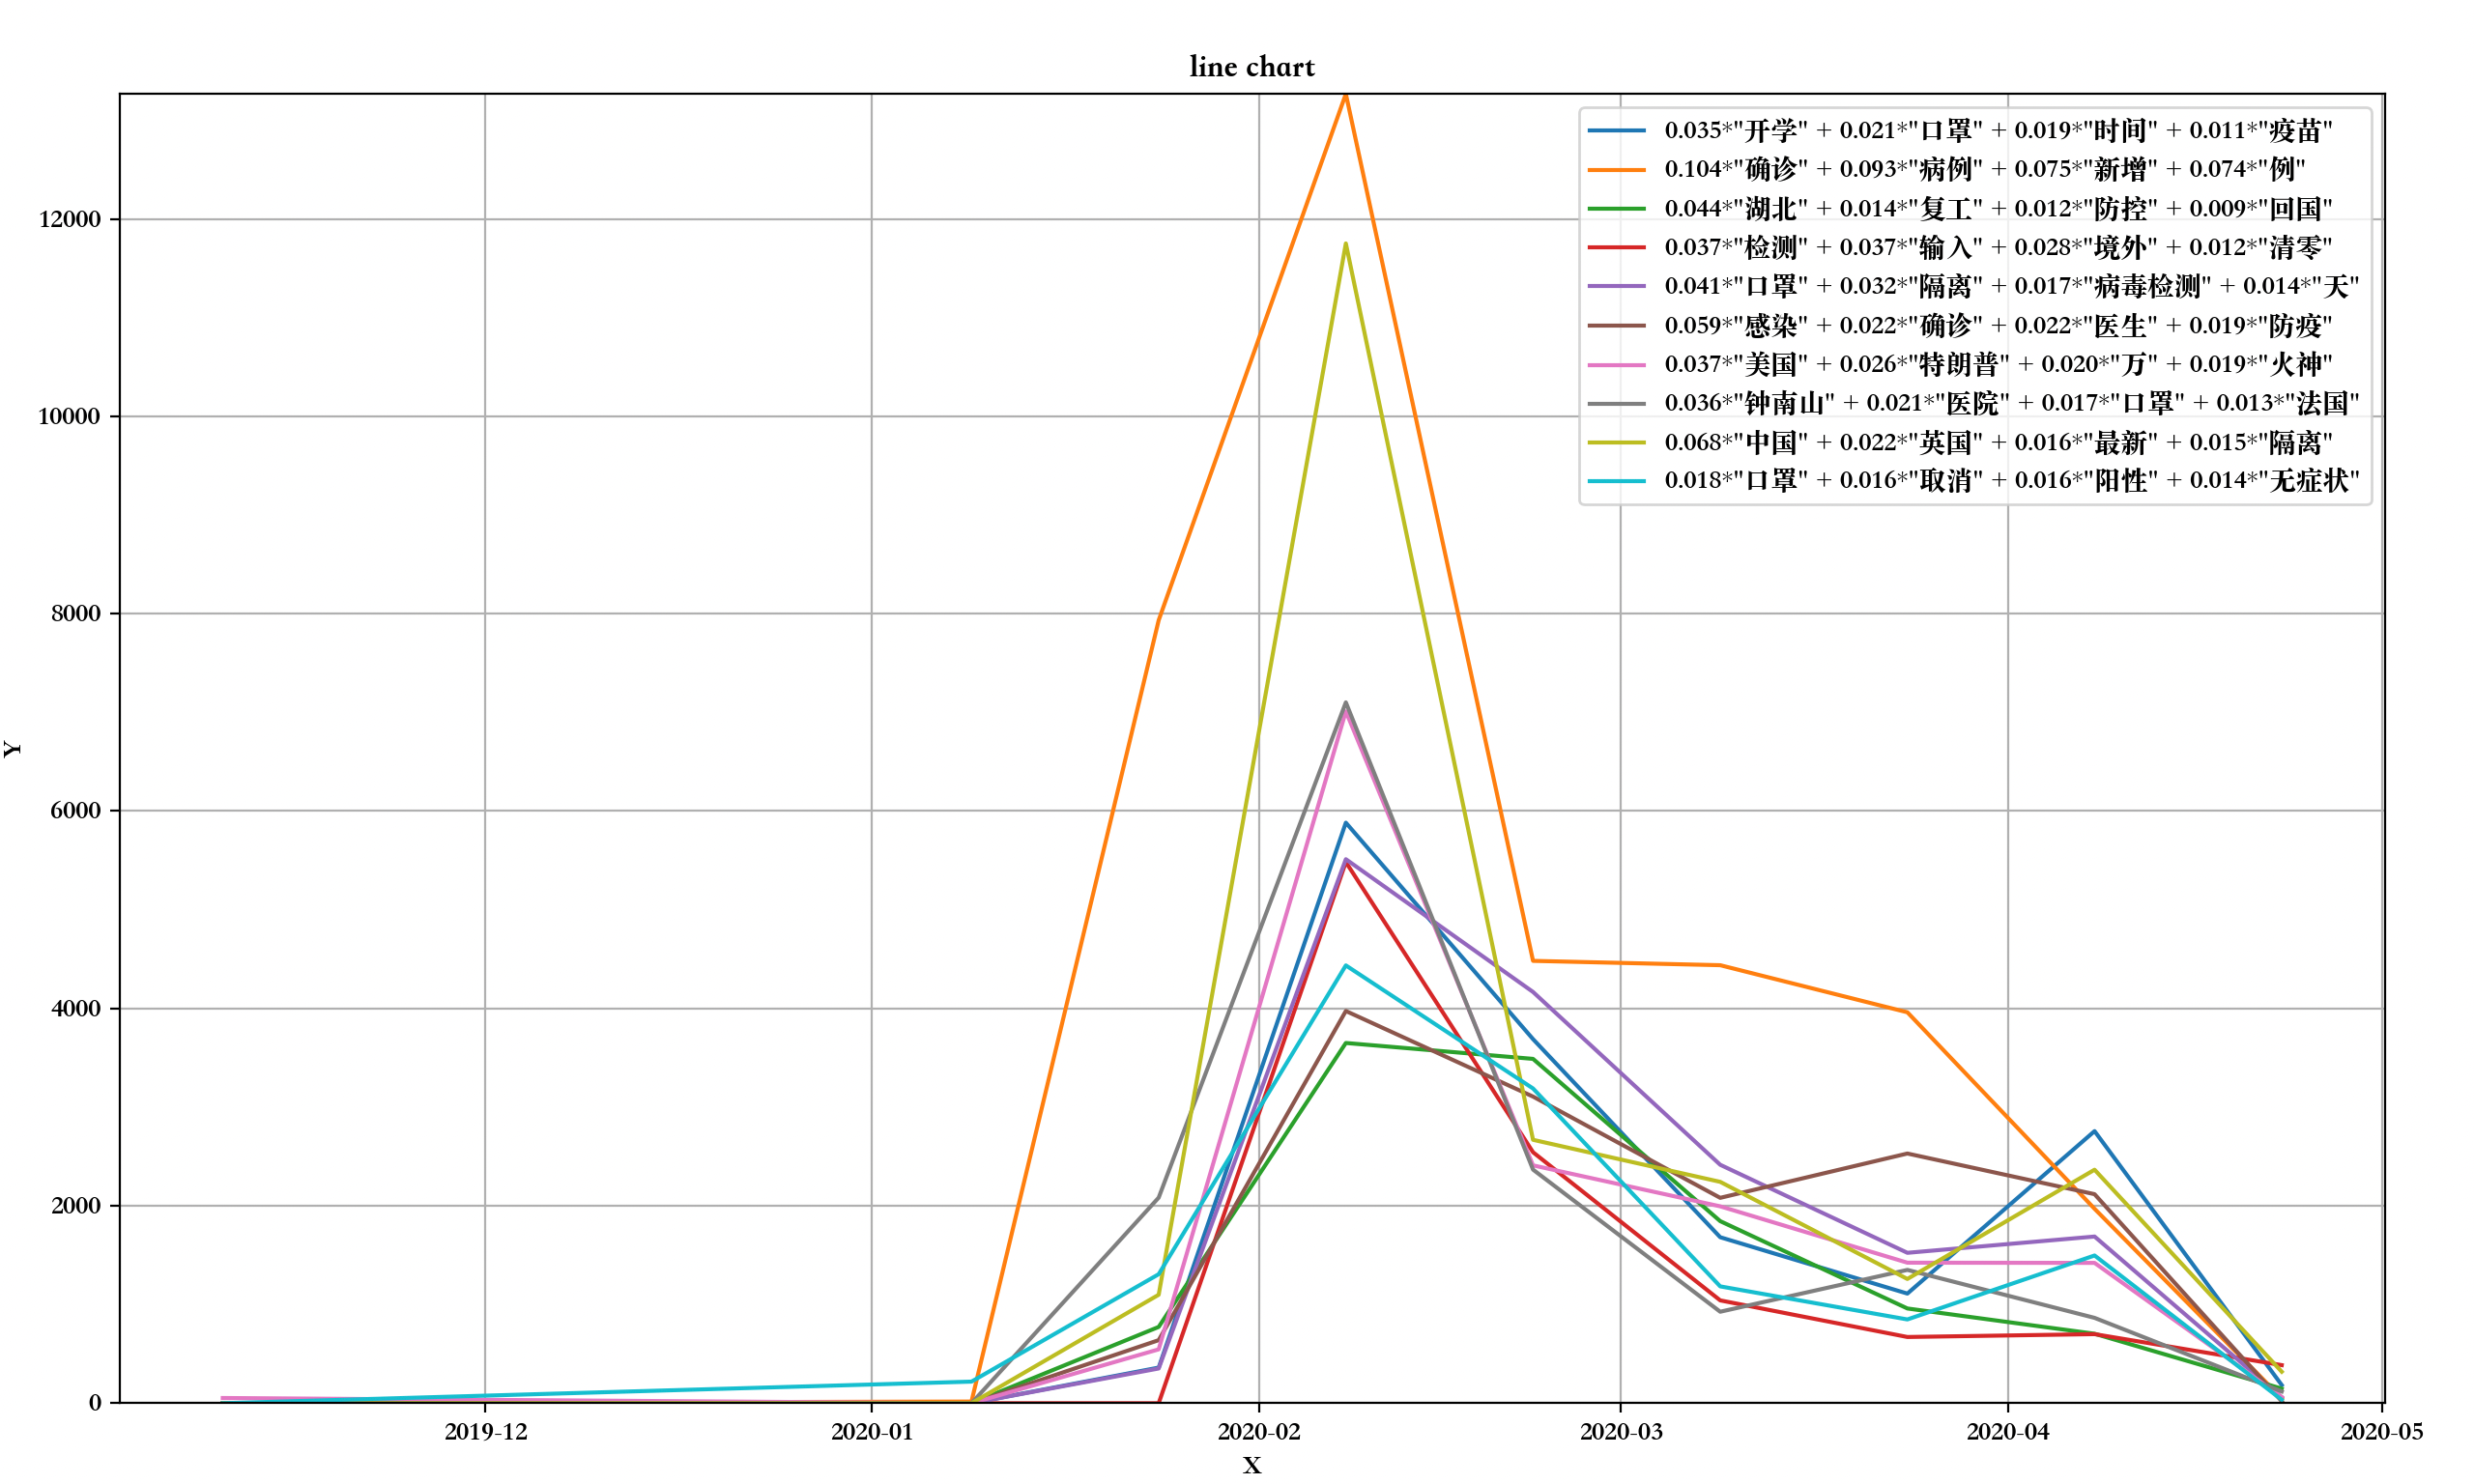 line chart
0.035*"开学" + 0.021*"口罩" + 0.019*"时间" + 0.011*"疫苗"
0.104*"确诊" + 0.093*"病例" + 0.075*"新增" + 0.074*"例"
0.044*"湖北" + 0.014*"复工" + 0.012*"防控" + 0.009*"回国"
0.037*"检测" + 0.037*"输入" + 0.028*"境外" + 0.012*"清零"
0.041*"口罩" + 0.032*"隔离" + 0.017*"病毒检测" + 0.014*"天"
0.059*"感染" + 0.022*"确诊" + 0.022*"医生" + 0.019*"防疫"
0.037*"美国" + 0.026*"特朗普" + 0.020*"万" + 0.019*"火神"
0.036*"钟南山" + 0.021*"医院" + 0.017*"口罩" + 0.013*"法国"
0.068*"中国" + 0.022*"英国" + 0.016*"最新" + 0.015*"隔离"
0.018*"口罩" + 0.016*"取消" + 0.016*"阳性" + 0.014*"无症状"
12000
10000
8000
6000
4000
2000
0
Y
2019-12 2020-01 2020-02 2020-03 2020-04 2020-05
X